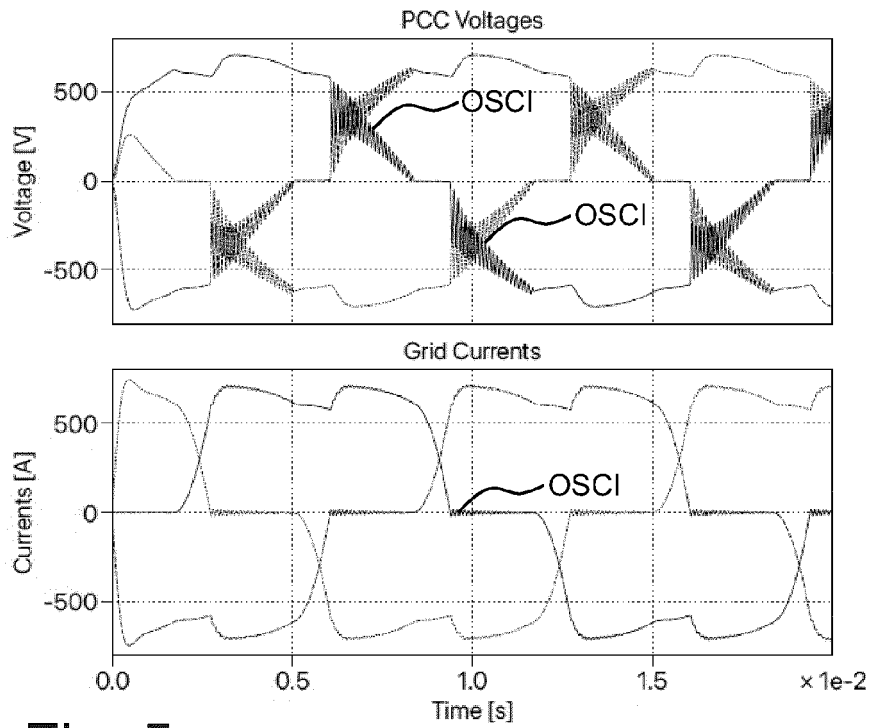 PCC Voltages
500
OSCI
Voltage [V]
0
OSCI
-500
Grid Currents
500
OSCI
Currents [A]
0
-500
0.0 0.5 1.0 1.5 × 1e-2
Time [s]